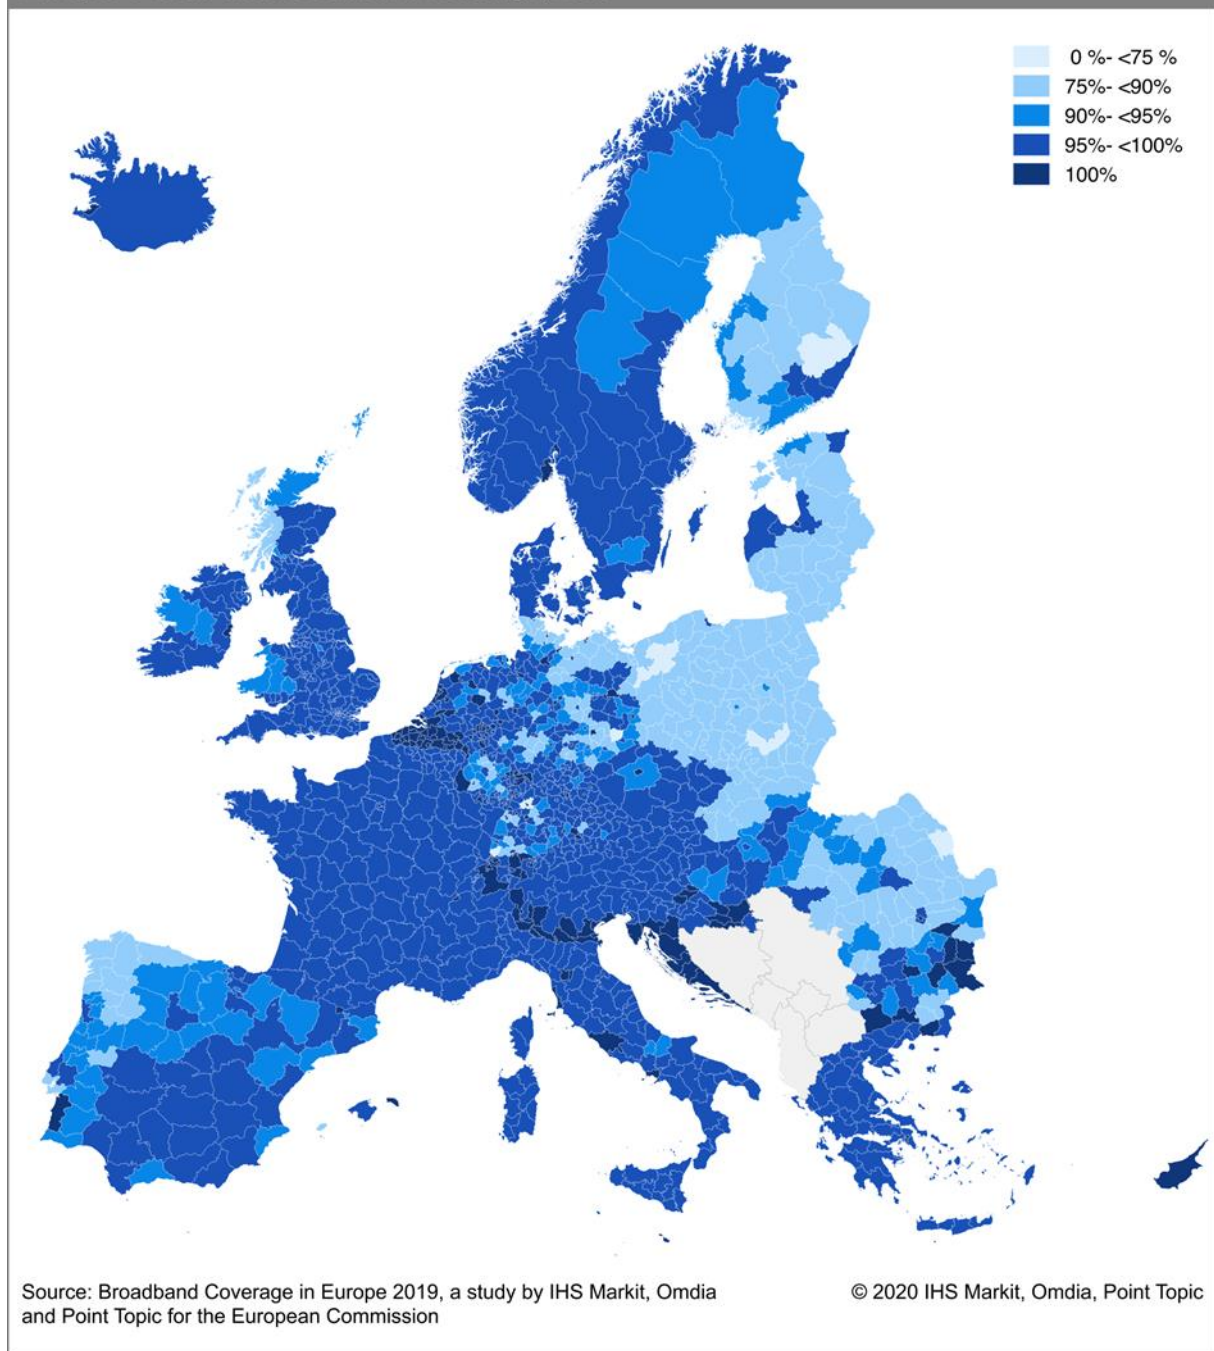 0 %- <75 %
75%- <90%
90%- <95%
95%- <100%
100%
Source: Broadband Coverage in Europe 2019, a study by IHS Markit, Omdia
and Point Topic for the European Commission
© 2020 IHS Markit, Omdia, Point Topic